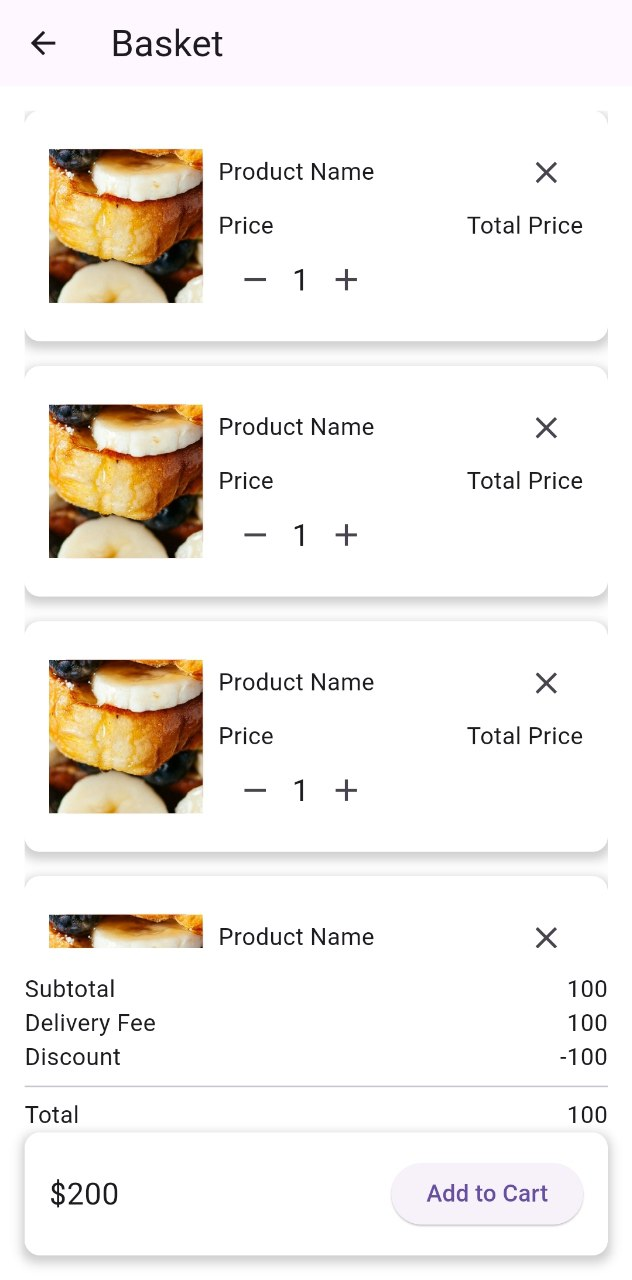 Basket
Product Name
Price Total Price
1
Product Name
Price Total Price
1
Product Name
Price Total Price
1
Product Name
Subtotal 100
Delivery Fee 100
Discount -100
Total 100
$200 Add to Cart